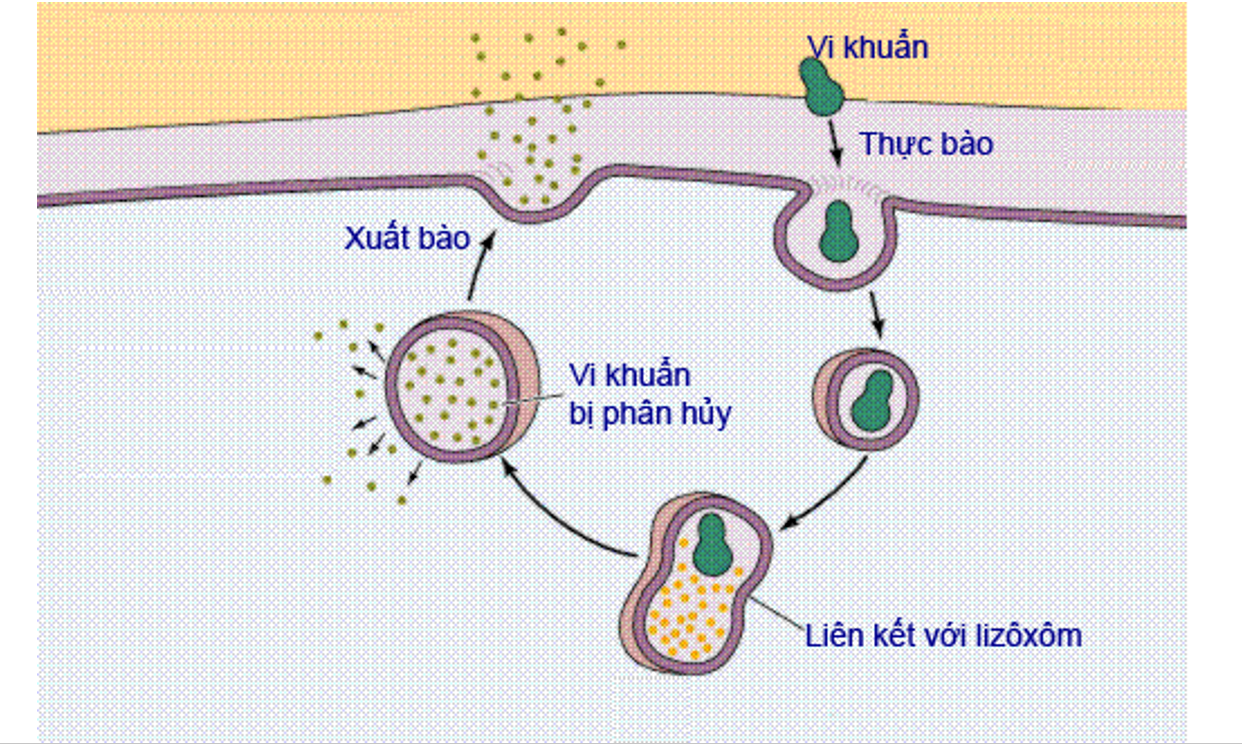 Vi khuẩn
Thực bào
Xuất bào
Vi khuẩn
bị phân hủy
Liên kết với lizôxôm